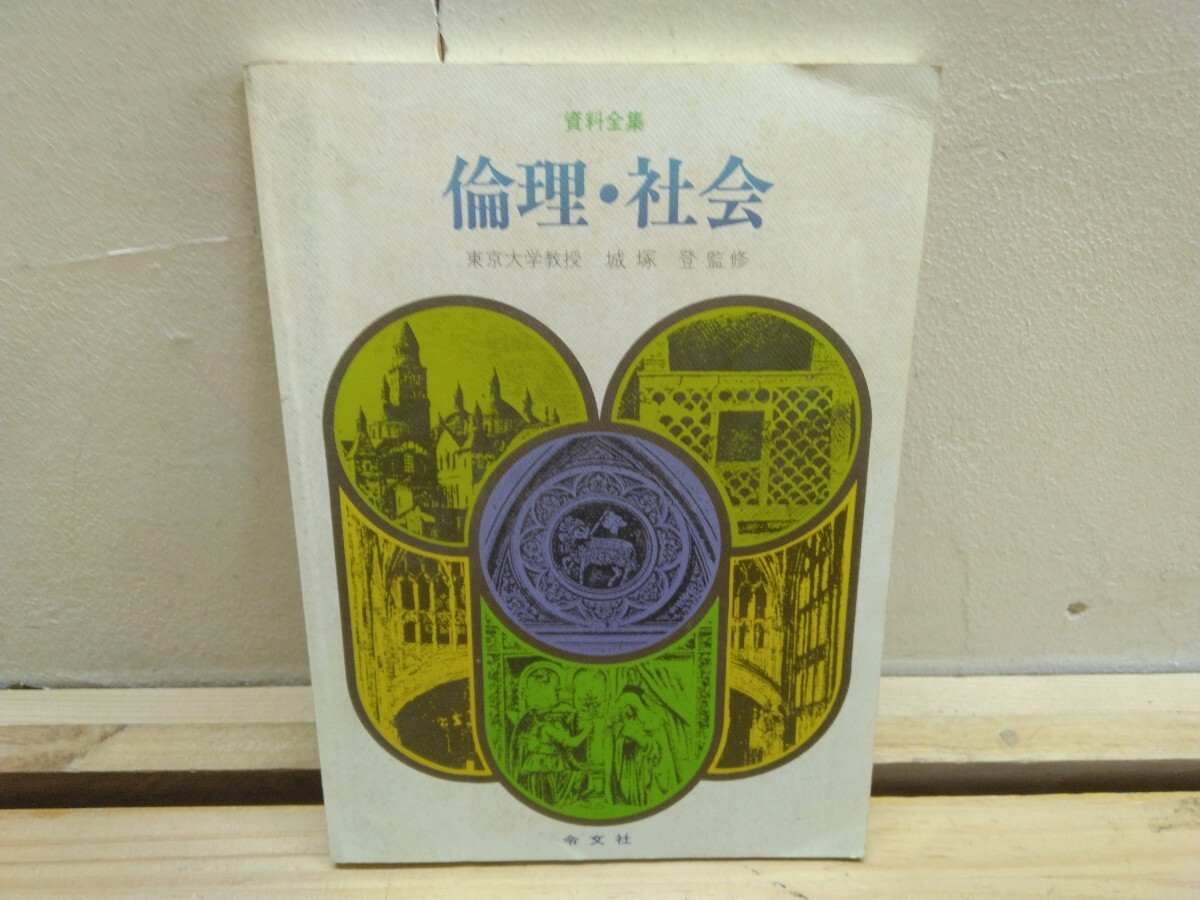 資料全集
倫理・社会
東京大学教授 城塚 登監修
令文社